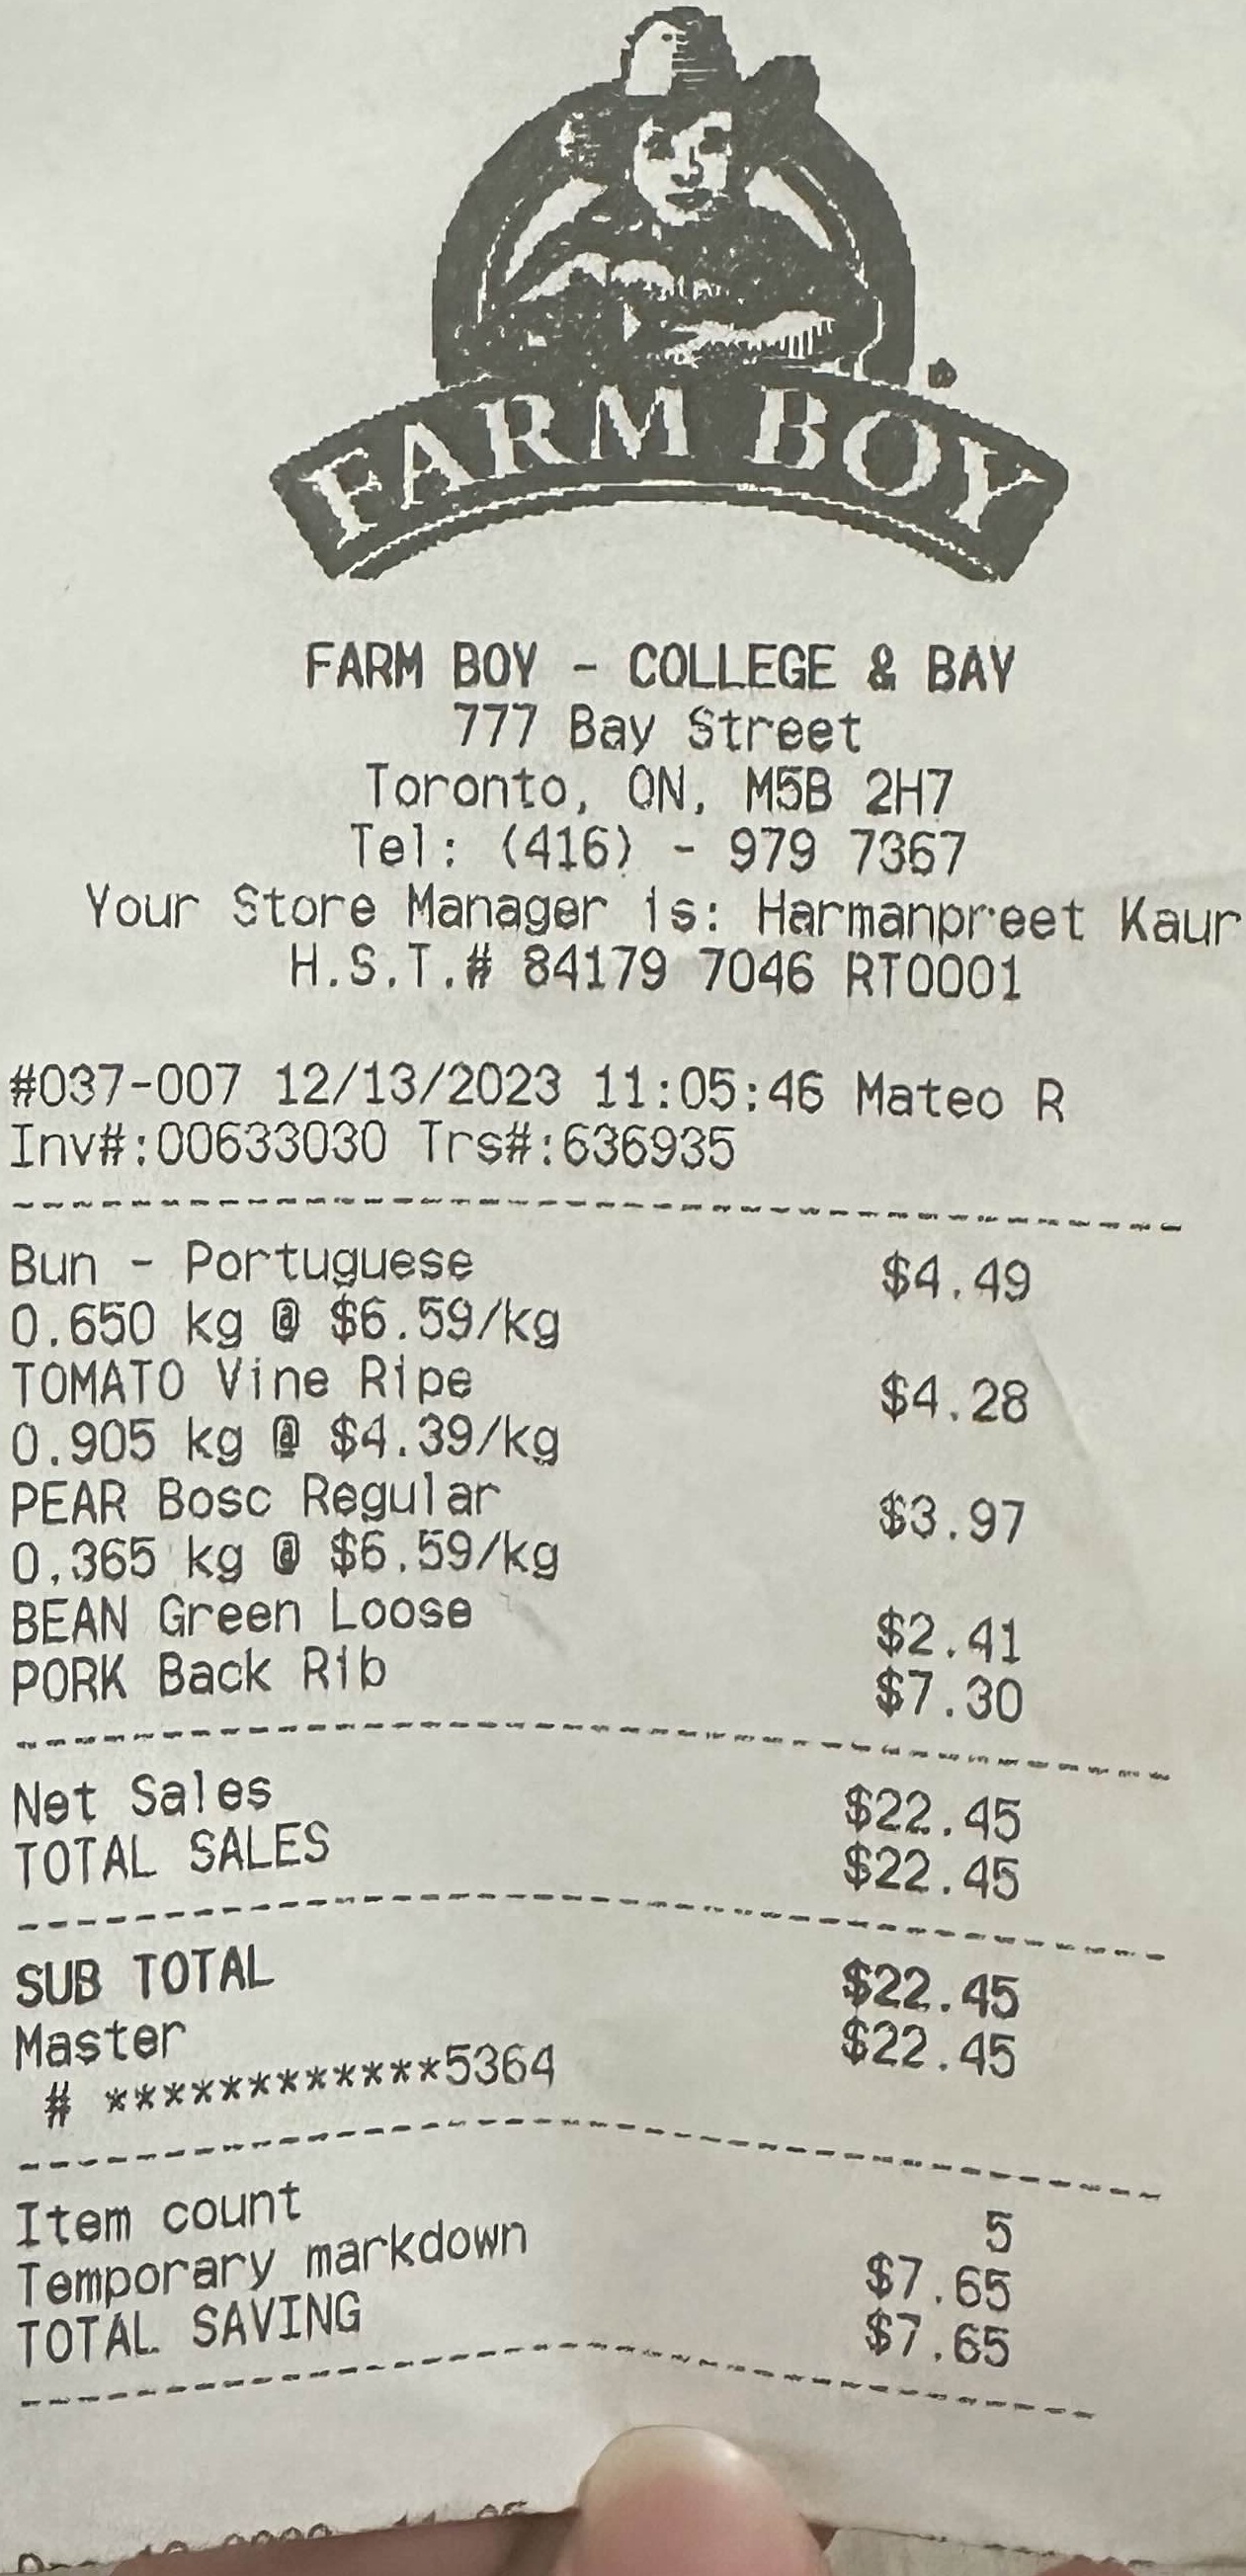 FARM BOY
FARM BOY - COLLEGE & BAY
777 Bay Street
Toronto, ON, M5B 2H7
Tel: (416) - 979 7367
Your Store Manager is: Harmanpreet Kaur
H.S.T.# 84179 7046 RT0001
#037-007 12/13/2023 11:05:46 Mateo R
Inv#:00633030 Trs#:636935
Bun - Portuguese $4.49
0.650 kg @ $6.59/kg
TOMATO Vine Ripe $4.28
0.905 kg @ $4.39/kg
PEAR Bosc Regular $3.97
0.365 kg @ $6.59/kg
BEAN Green Loose $2.41
PORK Back Rib $7.30
Net Sales $22.45
TOTAL SALES $22.45
SUB TOTAL $22.45
Master $22.45
# ************5364
Item count 5
Temporary markdown $7.65
TOTAL SAVING $7.65